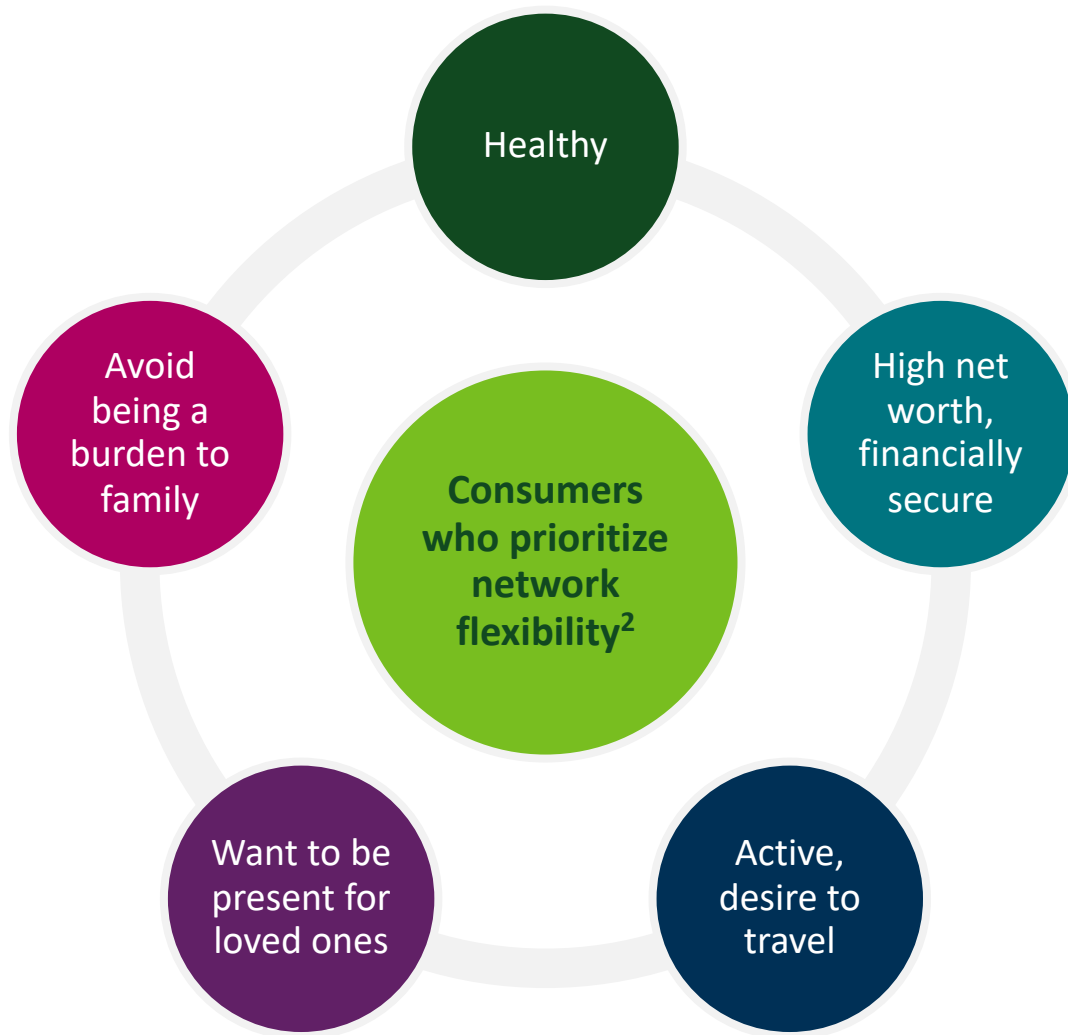 Healthy
High net
worth,
financially
secure
Active,
desire to
travel
Want to be
present for
loved ones
Avoid
being a
burden to
family
Consumers
who prioritize
network
flexibility²